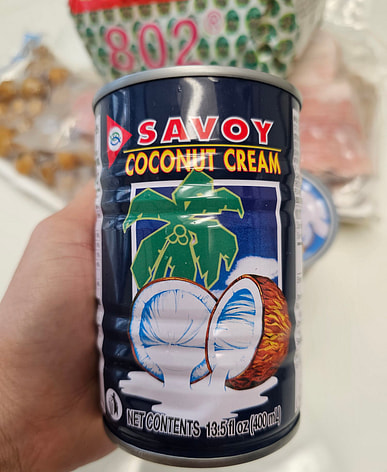 802®
SAVOY
COCONUT CREAM
NET CONTENTS 13.5 fl oz (400 mL)